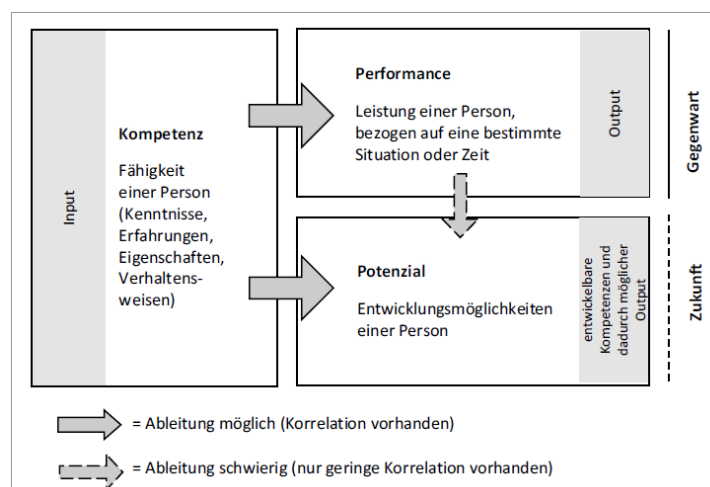 Input
Kompetenz
Fähigkeit
einer Person
(Kenntnisse,
Erfahrungen,
Eigenschaften,
Verhaltens-
weisen)
Performance
Leistung einer Person,
bezogen auf eine bestimmte
Situation oder Zeit
Output
Gegenwart
Potenzial
Entwicklungsmöglichkeiten
einer Person
entwickelbare
Kompetenzen und
dadurch möglicher
Output
Zukunft
= Ableitung möglich (Korrelation vorhanden)
= Ableitung schwierig (nur geringe Korrelation vorhanden)